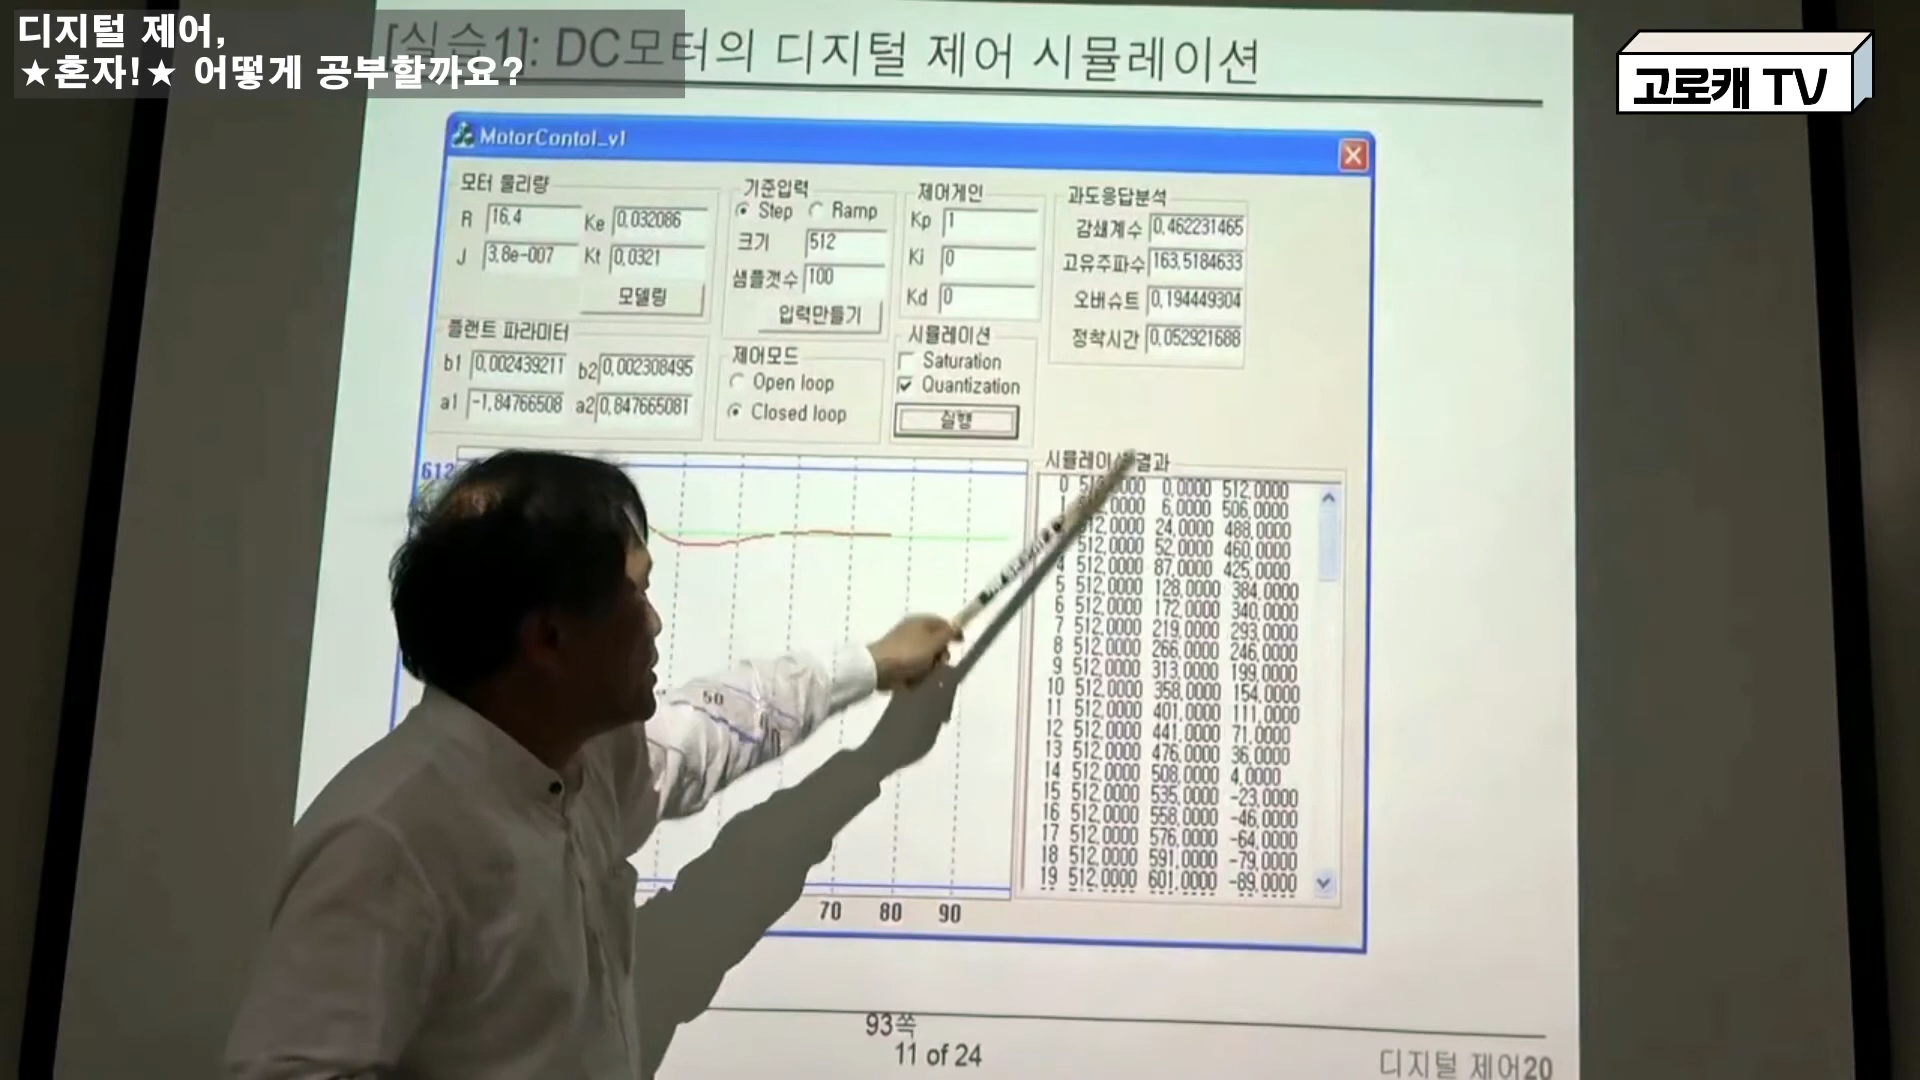 디지털 제어,
★혼자!★ 어떻게 공부할까요?
고로캐 TV
[실습1]: DC모터의 디지털 제어 시뮬레이션
MotorContol_v1
모터 물리량
R 16.4 Ke 0.032086
J 3.8e-007 Kt 0.0321
모델링
플랜트 파라미터
b1 0.002439211 b2 0.002308495
a1 -1.84766508 a2 0.847665081
기준입력
Step Ramp
크기 512
샘플갯수 100
입력만들기
제어모드
Open loop
Closed loop
제어게인
Kp 1
Ki 0
Kd 0
시뮬레이션
Saturation
Quantization
실행
과도응답분석
감쇄계수 0.462231465
고유주파수 163.5184633
오버슈트 0.194449304
정착시간 0.052921688
612
50
70 80 90
시뮬레이션 결과
0 512.0000 0.0000 512.0000
6.0000 506.0000
512.0000 24.0000 488.0000
512.0000 52.0000 460.0000
4 512.0000 87.0000 425.0000
5 512.0000 128.0000 384.0000
6 512.0000 172.0000 340.0000
7 512.0000 219.0000 293.0000
8 512.0000 266.0000 246.0000
9 512.0000 313.0000 199.0000
10 512.0000 358.0000 154.0000
11 512.0000 401.0000 111.0000
12 512.0000 441.0000 71.0000
13 512.0000 476.0000 36.0000
14 512.0000 508.0000 4.0000
15 512.0000 535.0000 -23.0000
16 512.0000 558.0000 -46.0000
17 512.0000 576.0000 -64.0000
18 512.0000 591.0000 -79.0000
19 512.0000 601.0000 -89.0000
93쪽
11 of 24
디지털 제어20